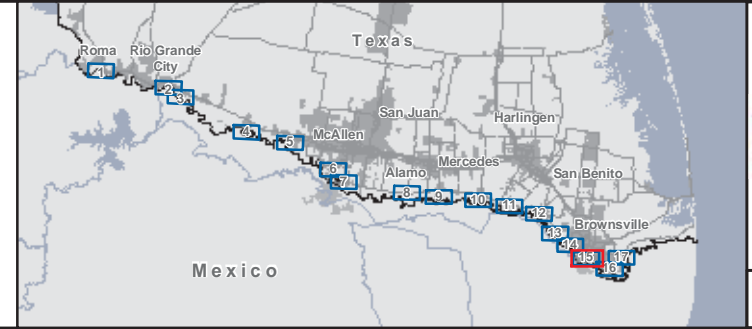 Texas
Roma
Rio Grande
City
1
2
3
4
5
McAllen
San Juan
Harlingen
6
7
Alamo
Mercedes
San Benito
8
9
10
11
12
Brownsville
13
14
15
16
17
Mexico